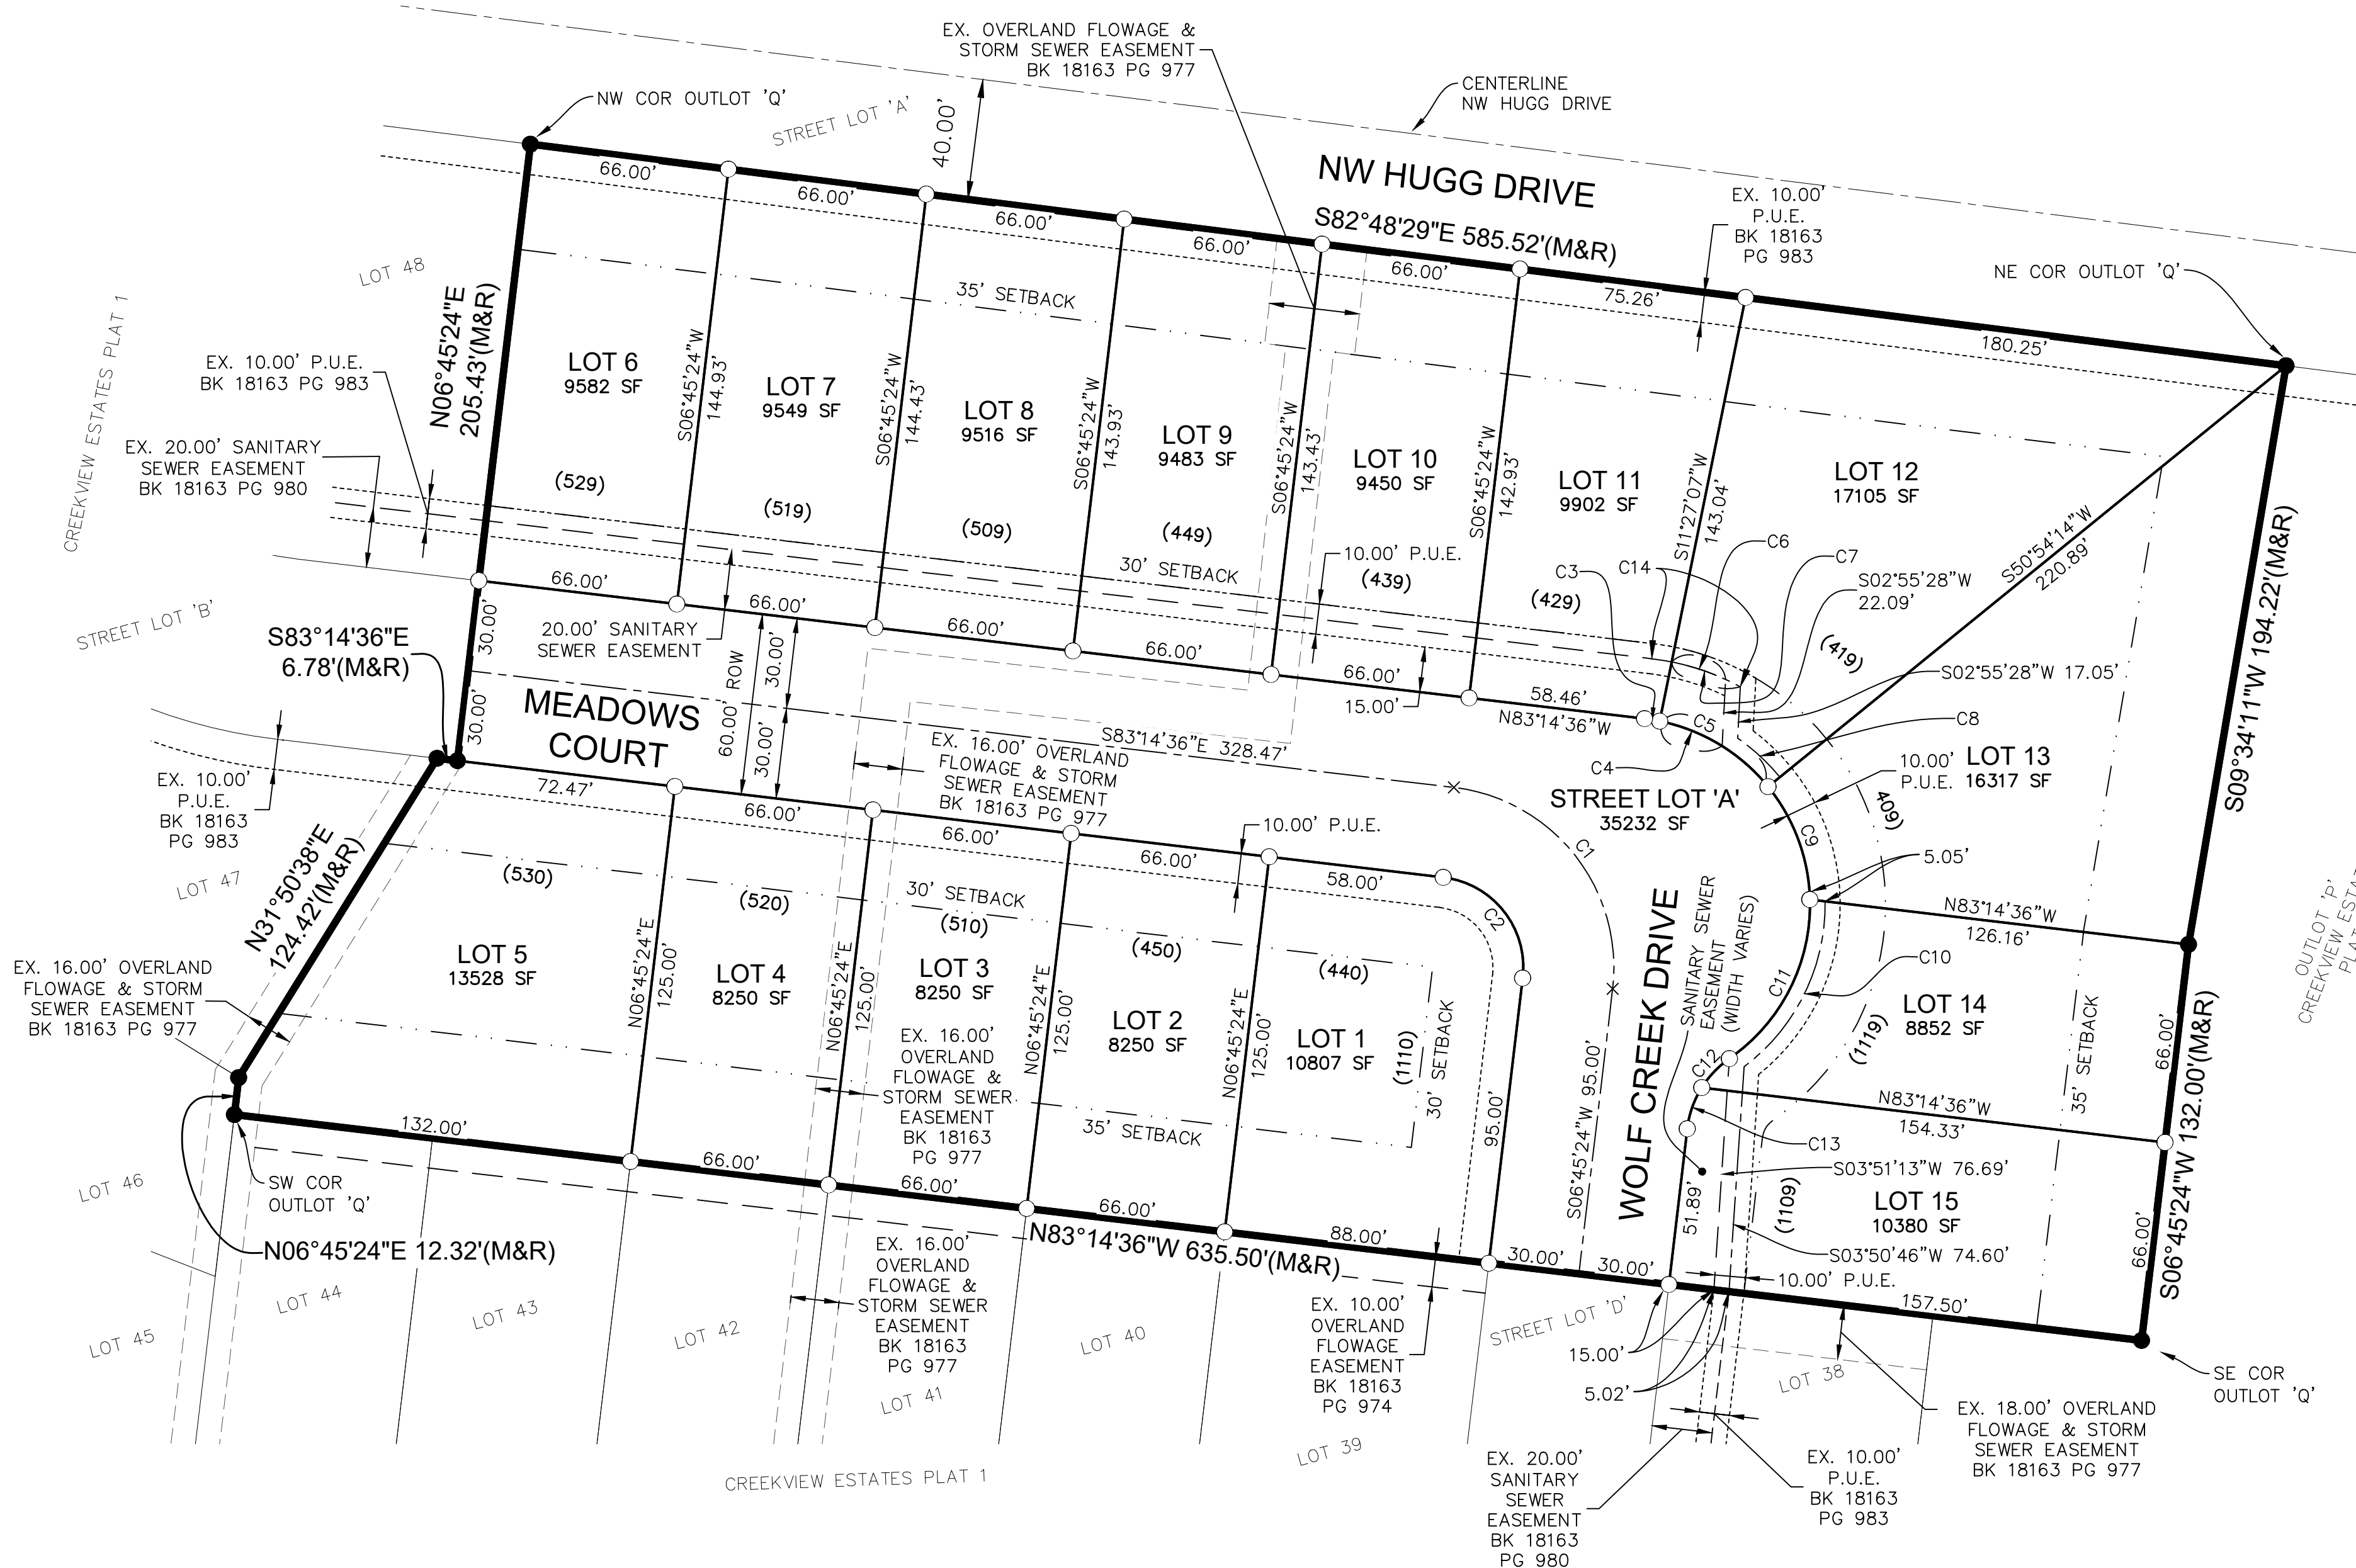 EX. OVERLAND FLOWAGE &
STORM SEWER EASEMENT
BK 18163 PG 977
CENTERLINE
NW HUGG DRIVE
NW COR OUTLOT 'Q'
STREET LOT 'A'
40.00'
NW HUGG DRIVE
S82°48'29"E 585.52'(M&R)
EX. 10.00'
P.U.E.
BK 18163
PG 983
NE COR OUTLOT 'Q'
66.00'
66.00'
66.00'
66.00'
66.00'
75.26'
180.25'
LOT 48
CREEKVIEW ESTATES PLAT 1
N06°45'24"E
205.43'(M&R)
35' SETBACK
EX. 10.00' P.U.E.
BK 18163 PG 983
EX. 20.00' SANITARY
SEWER EASEMENT
BK 18163 PG 980
LOT 6
9582 SF
(529)
S06°45'24"W
144.93'
LOT 7
9549 SF
(519)
S06°45'24"W
144.43'
LOT 8
9516 SF
(509)
S06°45'24"W
143.93'
LOT 9
9483 SF
(449)
S06°45'24"W
143.43'
LOT 10
9450 SF
(439)
S06°45'24"W
142.93'
LOT 11
9902 SF
(429)
S11°27'07"W
143.04'
LOT 12
17105 SF
(419)
S50°54'14"W
220.89'
S09°34'11"W 194.22'(M&R)
30' SETBACK
10.00' P.U.E.
C3
C14
C6
C7
S02°55'28"W
22.09'
S02°55'28"W 17.05'
C8
66.00'
66.00'
66.00'
66.00'
66.00'
15.00'
58.46'
N83°14'36"W
C5
C4
STREET LOT 'B'
S83°14'36"E
6.78'(M&R)
30.00'
30.00'
20.00' SANITARY
SEWER EASEMENT
60.00' ROW
30.00'
30.00'
MEADOWS
COURT
S83°14'36"E 328.47'
EX. 16.00' OVERLAND
FLOWAGE & STORM
SEWER EASEMENT
BK 18163 PG 977
STREET LOT 'A'
35232 SF
10.00'
P.U.E.
LOT 13
16317 SF
409)
C9
5.05'
C1
EX. 10.00'
P.U.E.
BK 18163
PG 983
72.47'
66.00'
66.00'
66.00'
10.00' P.U.E.
58.00'
C2
N31°50'38"E
124.42'(M&R)
LOT 47
EX. 16.00' OVERLAND
FLOWAGE & STORM
SEWER EASEMENT
BK 18163 PG 977
(530)
LOT 5
13528 SF
N06°45'24"E
125.00'
(520)
LOT 4
8250 SF
N06°45'24"E
125.00'
30' SETBACK
(510)
LOT 3
8250 SF
EX. 16.00'
OVERLAND
FLOWAGE &
STORM SEWER
EASEMENT
BK 18163
PG 977
N06°45'24"E
125.00'
(450)
LOT 2
8250 SF
35' SETBACK
N06°45'24"E
125.00'
(440)
LOT 1
10807 SF
(1110)
30' SETBACK
95.00'
S06°45'24"W 95.00'
WOLF CREEK DRIVE
SANITARY SEWER
EASEMENT
(WIDTH VARIES)
C11
C10
C12
C13
N83°14'36"W
126.16'
LOT 14
8852 SF
(1119)
35' SETBACK
66.00'
S06°45'24"W 132.00'(M&R)
N83°14'36"W
154.33'
S03°51'13"W 76.69'
51.89'
LOT 15
10380 SF
(1109)
S03°50'46"W 74.60'
10.00' P.U.E.
66.00'
132.00'
66.00'
66.00'
66.00'
88.00'
30.00'
30.00'
157.50'
N83°14'36"W 635.50'(M&R)
SW COR
OUTLOT 'Q'
N06°45'24"E 12.32'(M&R)
LOT 46
LOT 45
LOT 44
LOT 43
LOT 42
EX. 16.00'
OVERLAND
FLOWAGE &
STORM SEWER
EASEMENT
BK 18163
PG 977
LOT 41
LOT 40
EX. 10.00'
OVERLAND
FLOWAGE
EASEMENT
BK 18163
PG 974
LOT 39
STREET LOT 'D'
15.00'
5.02'
LOT 38
SE COR
OUTLOT 'Q'
EX. 18.00' OVERLAND
FLOWAGE & STORM
SEWER EASEMENT
BK 18163 PG 977
EX. 20.00'
SANITARY
SEWER
EASEMENT
BK 18163
PG 980
EX. 10.00'
P.U.E.
BK 18163
PG 983
CREEKVIEW ESTATES PLAT 1
OUTLOT 'P'
CREEKVIEW